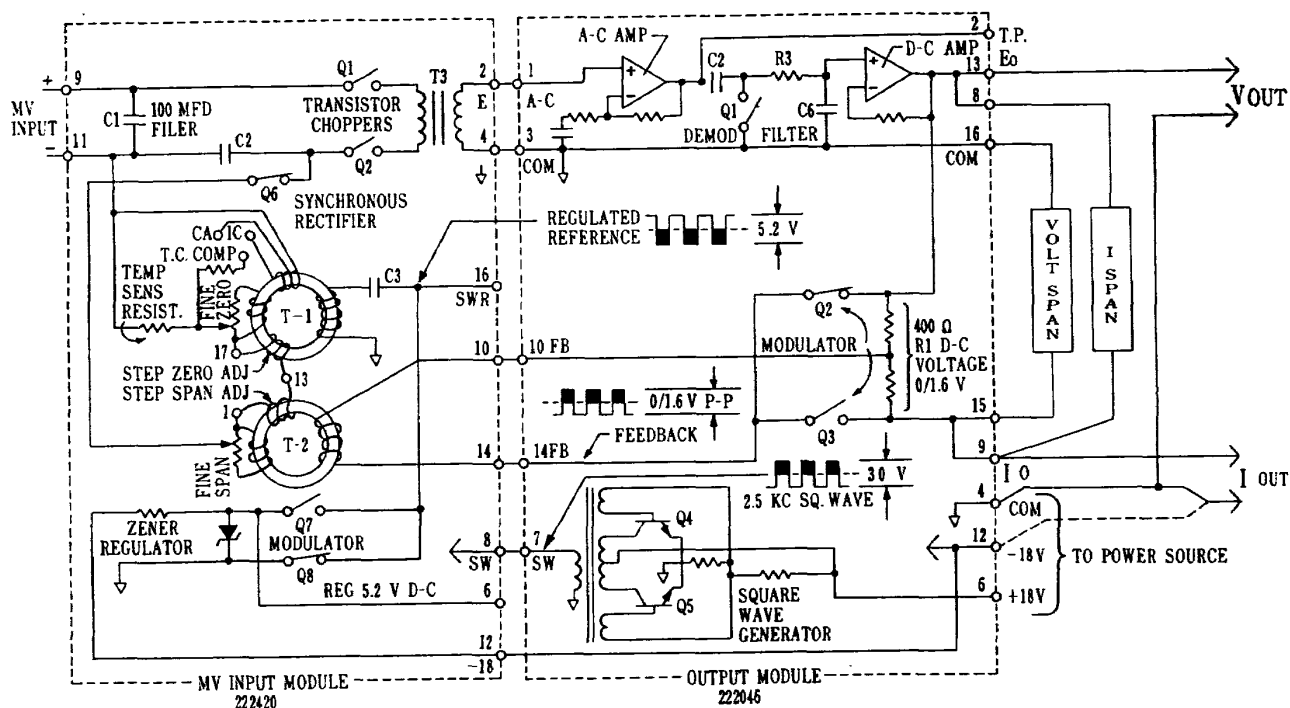 2
T.P.
A-C AMP
D-C AMP
Eo
13
+
9
MV
INPUT
11
-
C1
100 MFD
FILER
Q1
TRANSISTOR
CHOPPERS
T3
2
E
4
1
A-C
3
COM
+
-
C2
Q1
DEMOD
R3
C6
FILTER
+
-
8
VOUT
16
COM
C2
Q2
Q6
SYNCHRONOUS
RECTIFIER
CA
IC
T.C. COMP
TEMP
SENS
RESIST.
FINE
ZERO
T-1
C3
16
SWR
REGULATED
REFERENCE
5.2 V
17
STEP ZERO ADJ
STEP SPAN ADJ
13
10
10 FB
Q2
MODULATOR
Q3
400 Ω
R1 D-C
VOLTAGE
0/1.6 V
VOLT SPAN
I SPAN
1
T-2
FINE
SPAN
0/1.6 V P-P
FEEDBACK
14
14FB
15
9
I O
I OUT
30 V
2.5 KC SQ. WAVE
4
COM
12
-18V
6
+18V
TO POWER SOURCE
ZENER
REGULATOR
Q7
MODULATOR
Q8
8
SW
7
SW
Q4
Q5
SQUARE
WAVE
GENERATOR
REG 5.2 V D-C
6
12
-18
MV INPUT MODULE
222420
OUTPUT MODULE
222046